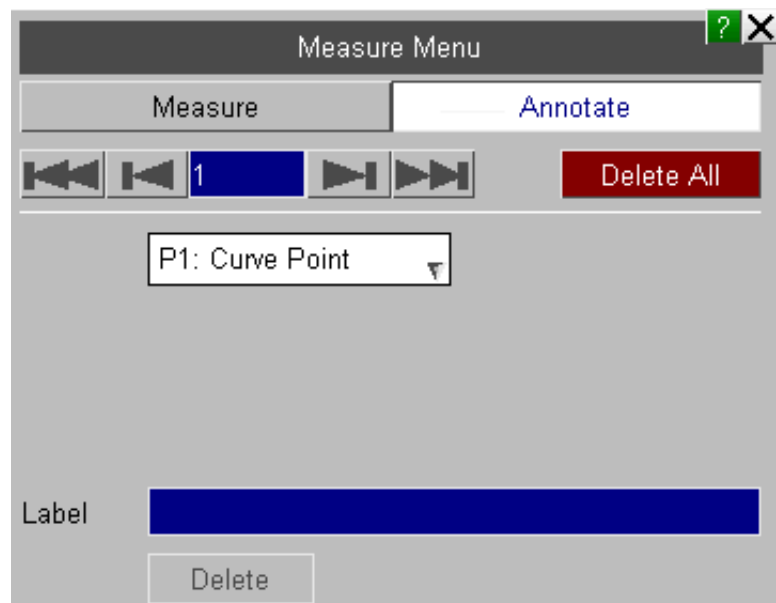 ?
Measure Menu
Measure
Annotate
1
Delete All
P1: Curve Point
Label
Delete